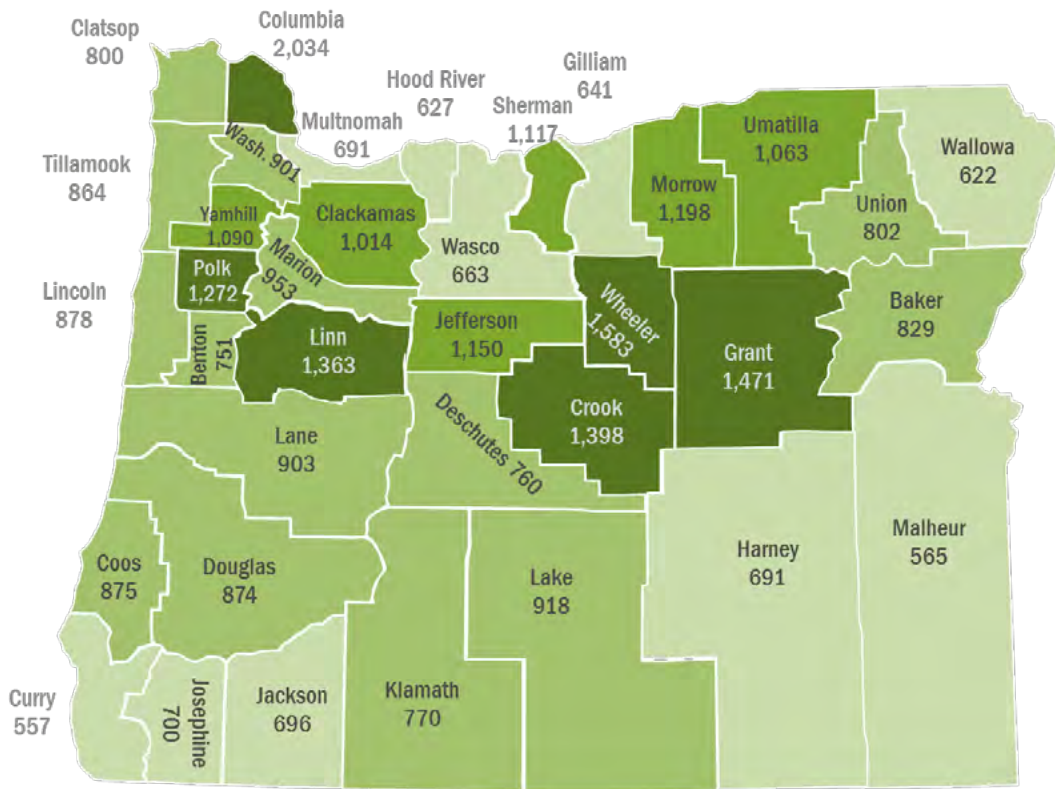 Clatsop
800
Columbia
2,034
Hood River
627
Gilliam
641
Sherman
1,117
Multnomah
691
Wash. 901
Tillamook
864
Umatilla
1,063
Wallowa
622
Morrow
1,198
Union
802
Yamhill
1,090
Clackamas
1,014
Wasco
663
Marion
953
Polk
1,272
Lincoln
878
Benton
751
Linn
1,363
Jefferson
1,150
Wheeler
1,583
Grant
1,471
Baker
829
Crook
1,398
Deschutes 760
Lane
903
Coos
875
Douglas
874
Lake
918
Harney
691
Malheur
565
Curry
557
Josephine
700
Jackson
696
Klamath
770